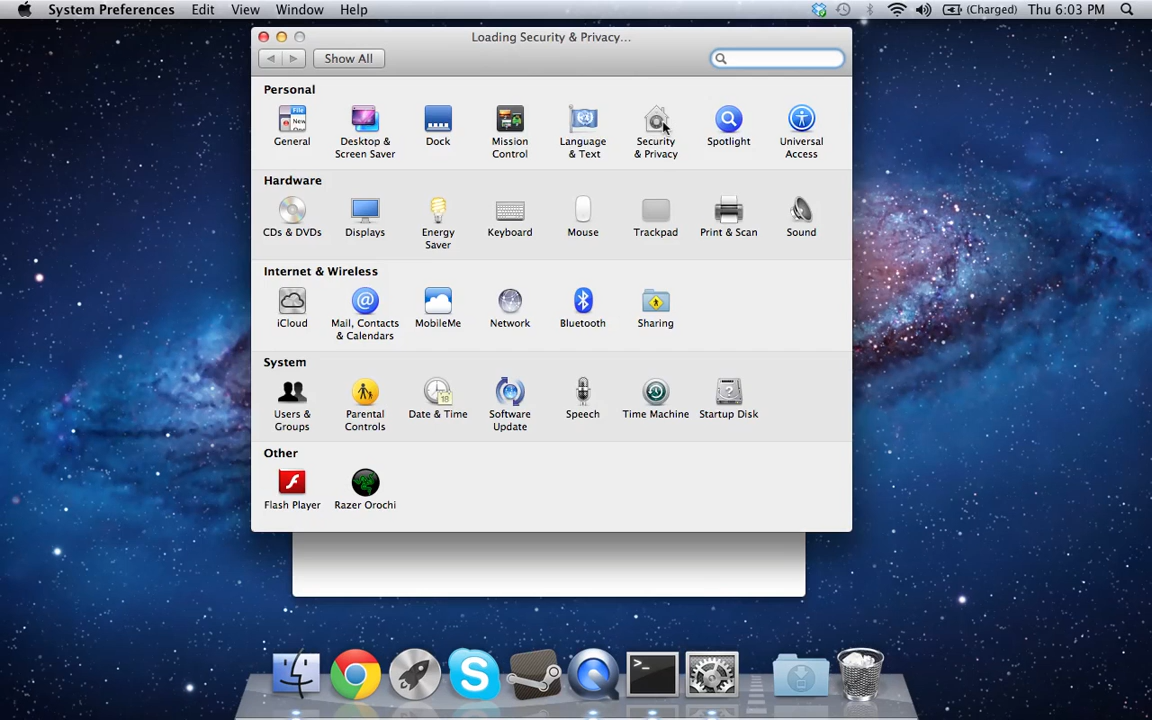 System Preferences Edit View Window Help (Charged) Thu 6:03 PM
Loading Security & Privacy...
Show All
Personal
General
Desktop &
Screen Saver
Dock
Mission
Control
Language
& Text
Security
& Privacy
Spotlight
Universal
Access
Hardware
CDs & DVDs
Displays
Energy
Saver
Keyboard
Mouse
Trackpad
Print & Scan
Sound
Internet & Wireless
iCloud
Mail, Contacts
& Calendars
MobileMe
Network
Bluetooth
Sharing
System
Users &
Groups
Parental
Controls
Date & Time
Software
Update
Speech
Time Machine
Startup Disk
Other
Flash Player
Razer Orochi